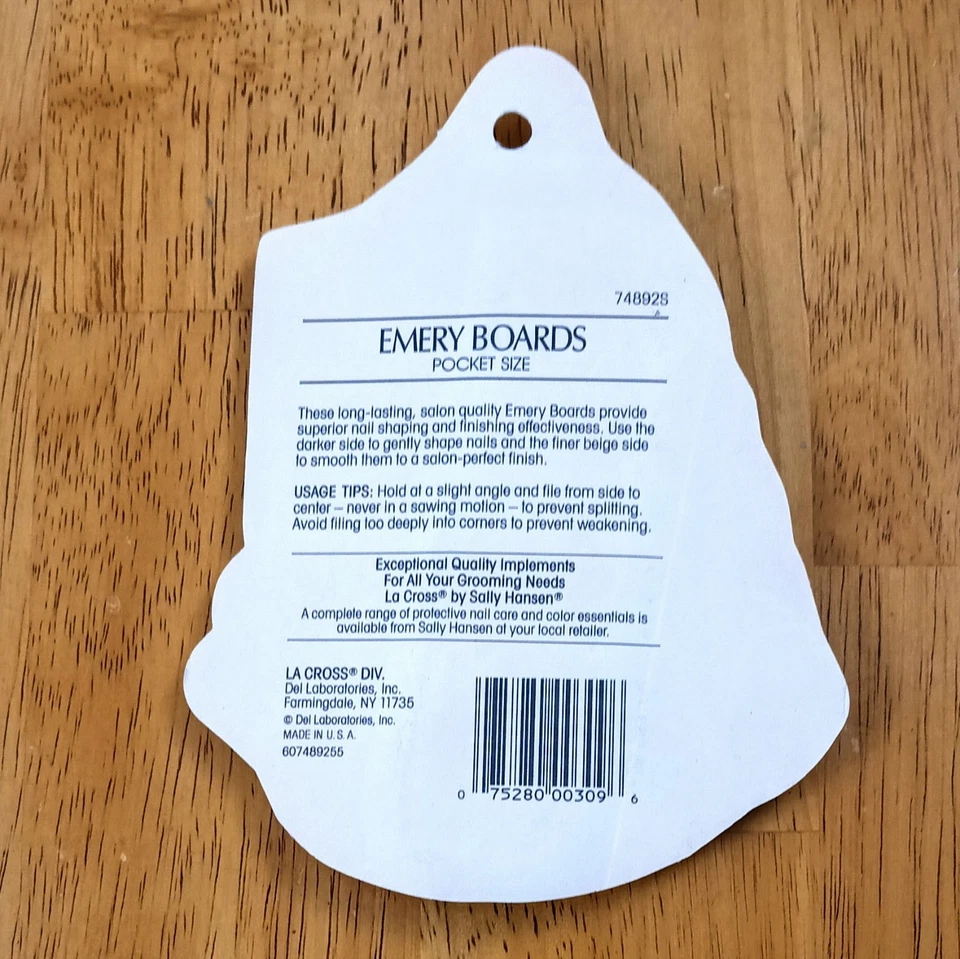 74892S
EMERY BOARDS
POCKET SIZE
These long-lasting, salon quality Emery Boards provide
superior nail shaping and finishing effectiveness. Use the
darker side to gently shape nails and the finer beige side
to smooth them to a salon-perfect finish.
USAGE TIPS: Hold at a slight angle and file from side to
center – never in a sawing motion – to prevent splitting.
Avoid filing too deeply into corners to prevent weakening.
Exceptional Quality Implements
For All Your Grooming Needs
La Cross® by Sally Hansen®
A complete range of protective nail care and color essentials is
available from Sally Hansen at your local retailer.
LA CROSS® DIV.
Del Laboratories, Inc.
Farmingdale, NY 11735
© Del Laboratories, Inc.
MADE IN U.S.A.
607489255
0 75280 00309 6